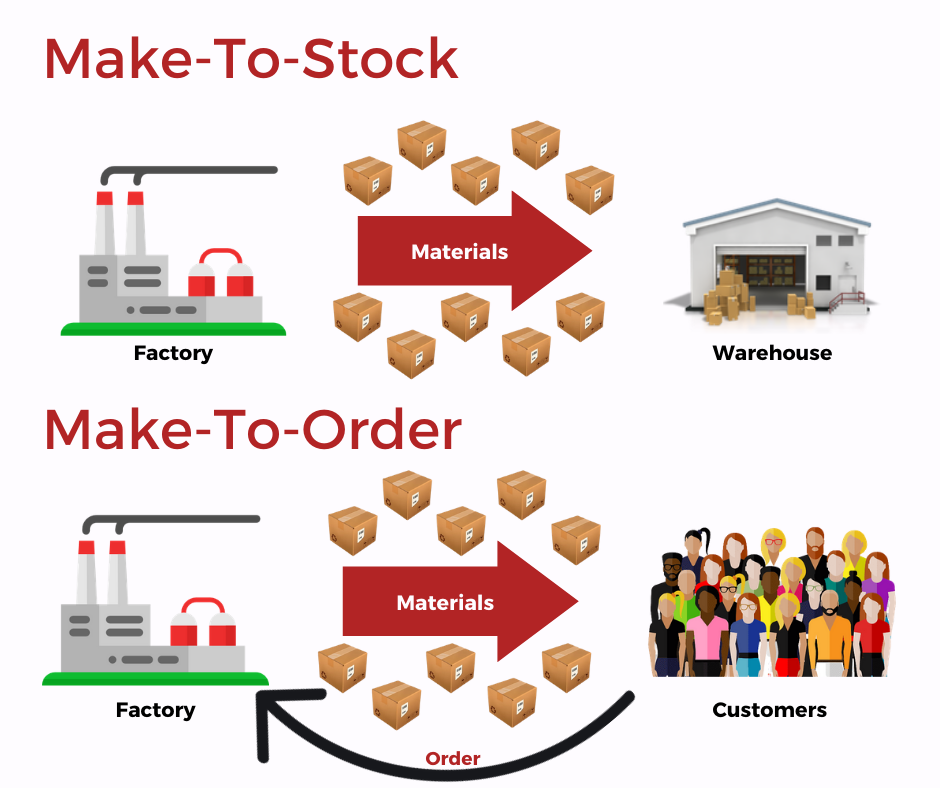 Make-To-Stock
Materials
Factory
Warehouse
Make-To-Order
Materials
Factory
Customers
Order